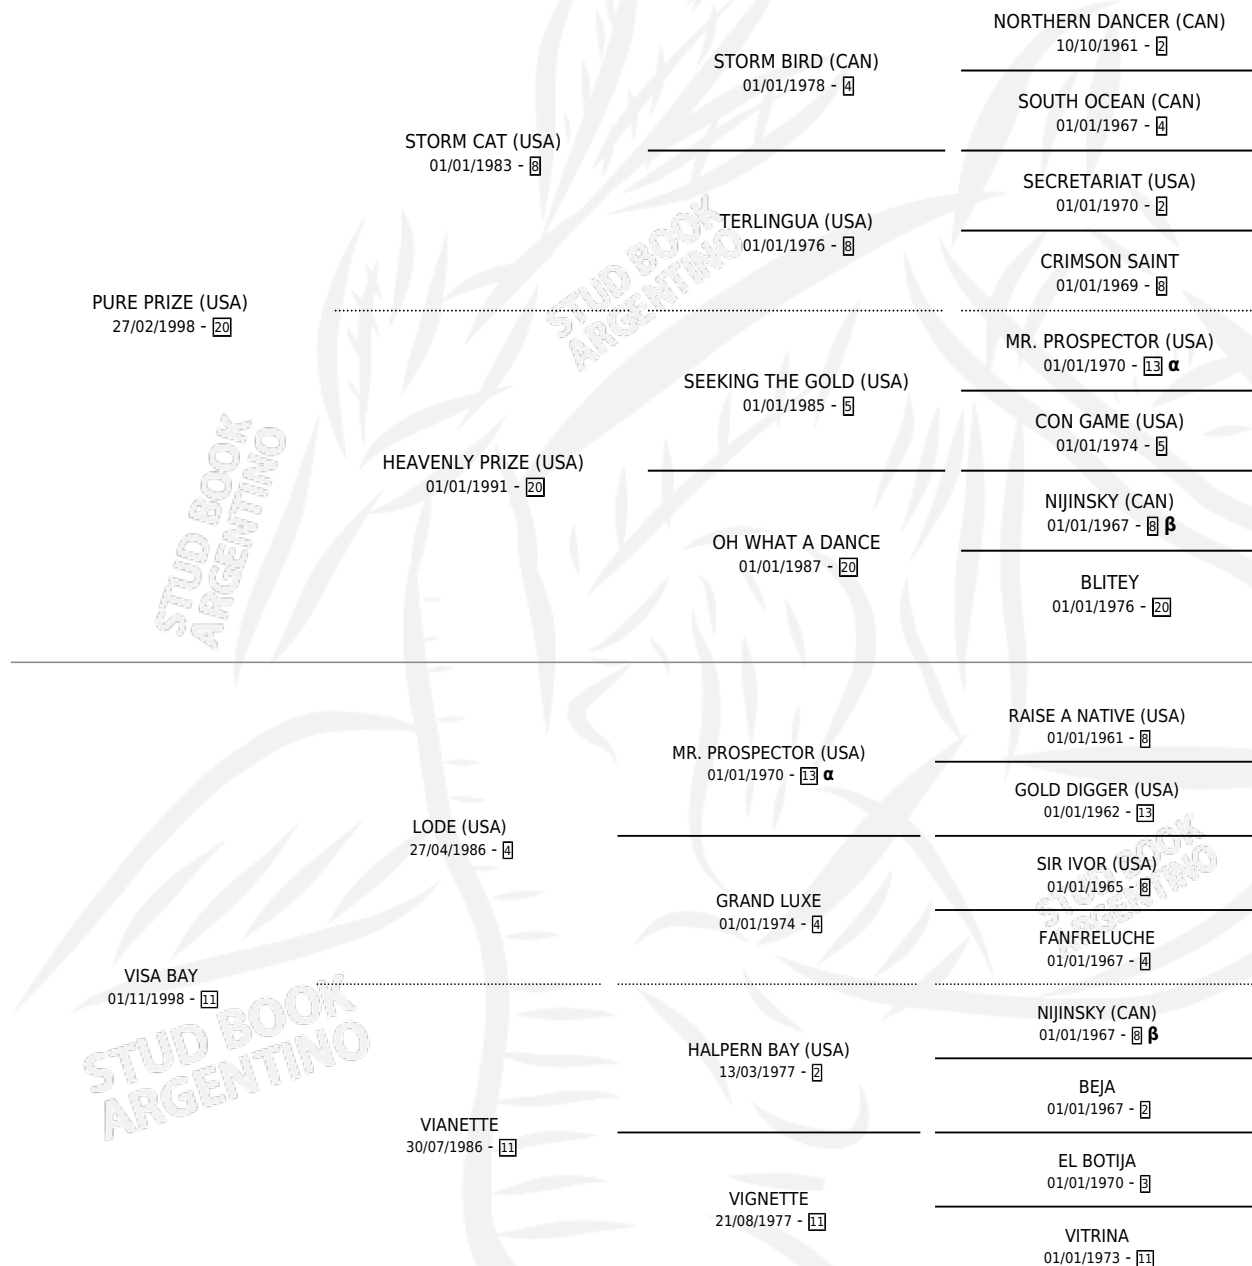 NORTHERN DANCER (CAN)
10/10/1961 - 2
STORM BIRD (CAN)
01/01/1978 - 4
SOUTH OCEAN (CAN)
01/01/1967 - 4
STORM CAT (USA)
01/01/1983 - 8
SECRETARIAT (USA)
01/01/1970 - 2
TERLINGUA (USA)
01/01/1976 - 8
CRIMSON SAINT
01/01/1969 - 8
PURE PRIZE (USA)
27/02/1998 - 20
MR. PROSPECTOR (USA)
01/01/1970 - 13 α
SEEKING THE GOLD (USA)
01/01/1985 - 5
CON GAME (USA)
01/01/1974 - 5
HEAVENLY PRIZE (USA)
01/01/1991 - 20
NIJINSKY (CAN)
01/01/1967 - 8 β
OH WHAT A DANCE
01/01/1987 - 20
BLITEY
01/01/1976 - 20
RAISE A NATIVE (USA)
01/01/1961 - 8
MR. PROSPECTOR (USA)
01/01/1970 - 13 α
GOLD DIGGER (USA)
01/01/1962 - 13
LODE (USA)
27/04/1986 - 4
SIR IVOR (USA)
01/01/1965 - 8
GRAND LUXE
01/01/1974 - 4
FANFRELUCHE
01/01/1967 - 4
VISA BAY
01/11/1998 - 11
NIJINSKY (CAN)
01/01/1967 - 8 β
HALPERN BAY (USA)
13/03/1977 - 2
BEJA
01/01/1967 - 2
VIANETTE
30/07/1986 - 11
EL BOTIJA
01/01/1970 - 3
VIGNETTE
21/08/1977 - 11
VITRINA
01/01/1973 - 11
STUD BOOK
ARGENTINO
STUD BOOK
ARGENTINO
STUD BOOK
ARGENTINO
STUD BOOK
ARGENTINO